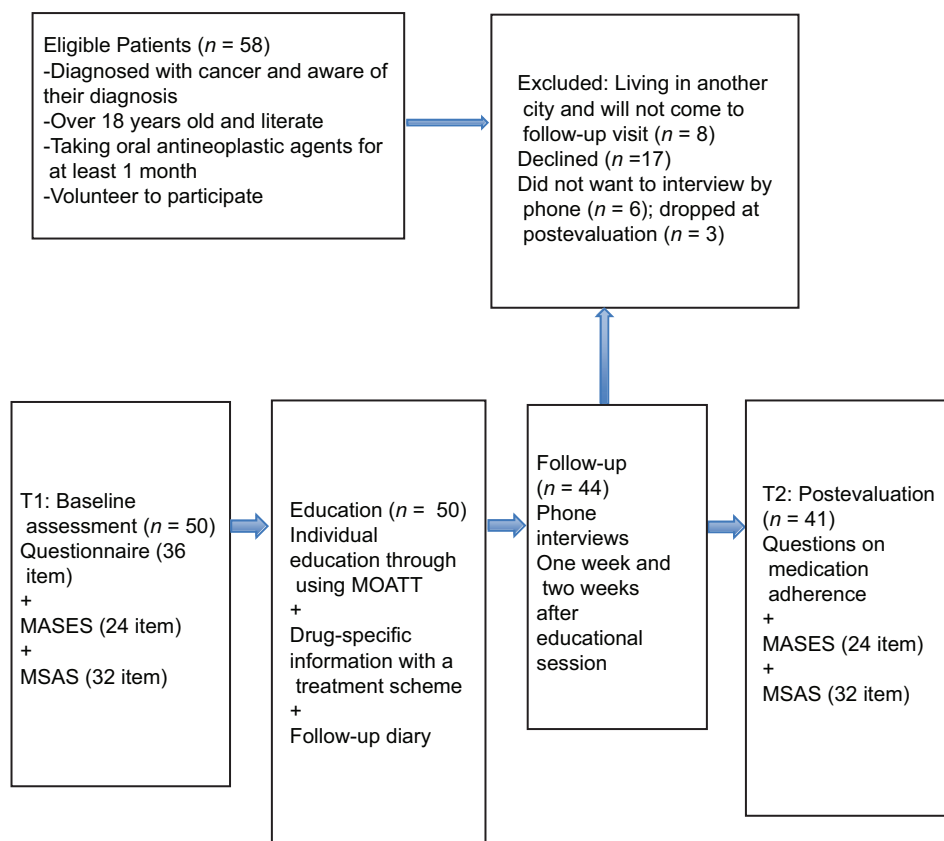 Eligible Patients (n = 58)
-Diagnosed with cancer and aware of
their diagnosis
-Over 18 years old and literate
-Taking oral antineoplastic agents for
at least 1 month
-Volunteer to participate
Excluded: Living in another
city and will not come to
follow-up visit (n = 8)
Declined (n =17)
Did not want to interview by
phone (n = 6); dropped at
postevaluation (n = 3)
T1: Baseline
assessment (n = 50)
Questionnaire (36
item)
+
MASES (24 item)
+
MSAS (32 item)
Education (n = 50)
Individual
education through
using MOATT
+
Drug-specific
information with a
treatment scheme
+
Follow-up diary
Follow-up
(n = 44)
Phone
interviews
One week and
two weeks
after
educational
session
T2: Postevaluation
(n = 41)
Questions on
medication
adherence
+
MASES (24 item)
+
MSAS (32 item)